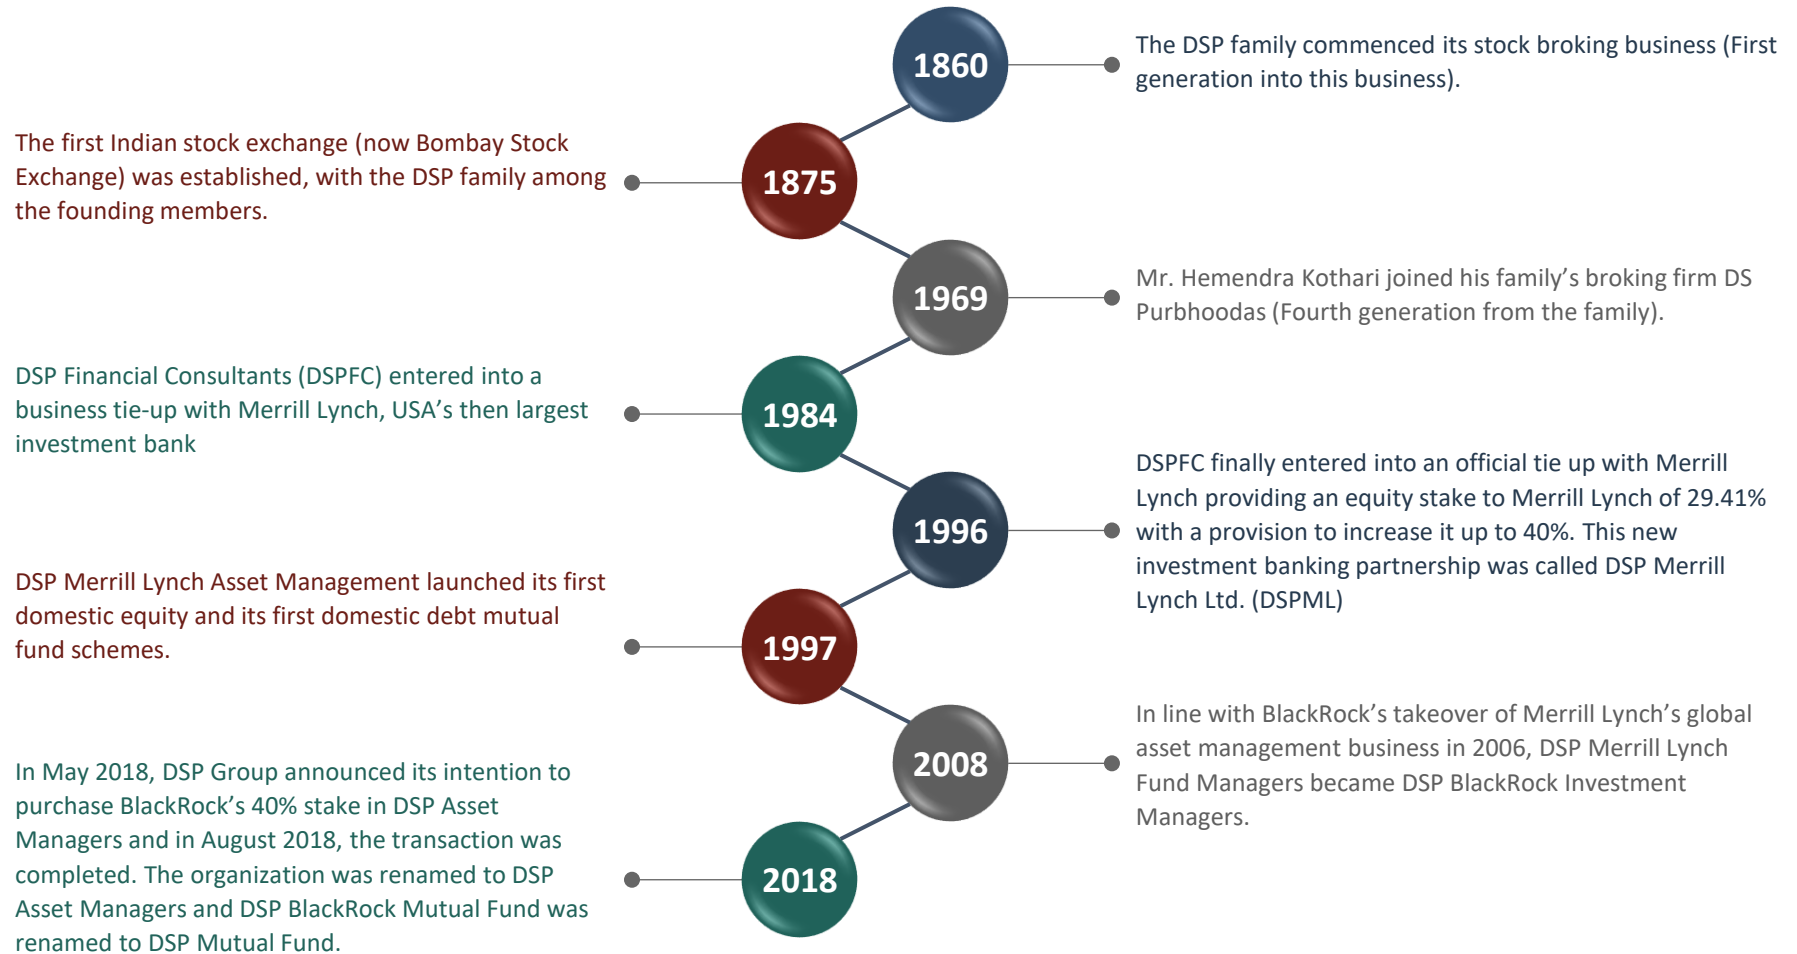 1860
The DSP family commenced its stock broking business (First
generation into this business).
The first Indian stock exchange (now Bombay Stock
Exchange) was established, with the DSP family among
the founding members.
1875
1969
Mr. Hemendra Kothari joined his family’s broking firm DS
Purbhoodas (Fourth generation from the family).
DSP Financial Consultants (DSPFC) entered into a
business tie-up with Merrill Lynch, USA’s then largest
investment bank
1984
1996
DSPFC finally entered into an official tie up with Merrill
Lynch providing an equity stake to Merrill Lynch of 29.41%
with a provision to increase it up to 40%. This new
investment banking partnership was called DSP Merrill
Lynch Ltd. (DSPML)
DSP Merrill Lynch Asset Management launched its first
domestic equity and its first domestic debt mutual
fund schemes.
1997
2008
In line with BlackRock’s takeover of Merrill Lynch’s global
asset management business in 2006, DSP Merrill Lynch
Fund Managers became DSP BlackRock Investment
Managers.
In May 2018, DSP Group announced its intention to
purchase BlackRock’s 40% stake in DSP Asset
Managers and in August 2018, the transaction was
completed. The organization was renamed to DSP
Asset Managers and DSP BlackRock Mutual Fund was
renamed to DSP Mutual Fund.
2018